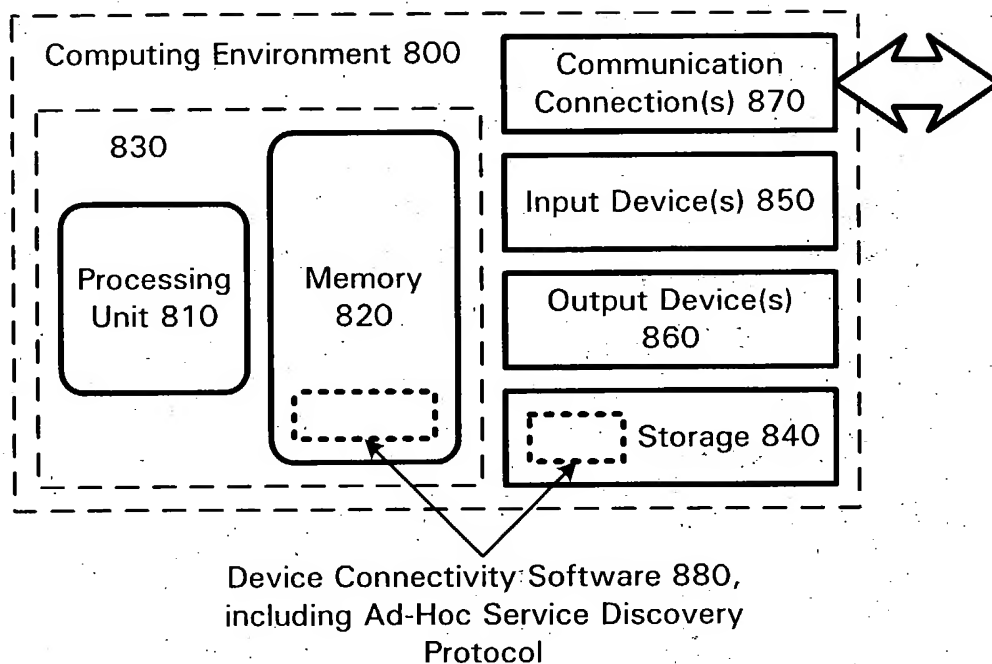 Computing Environment 800
Communication
Connection(s) 870
830
Input Device(s) 850
Processing
Unit 810
Memory
820
Output Device(s)
860
Storage 840
Device Connectivity Software 880,
including Ad-Hoc Service Discovery
Protocol